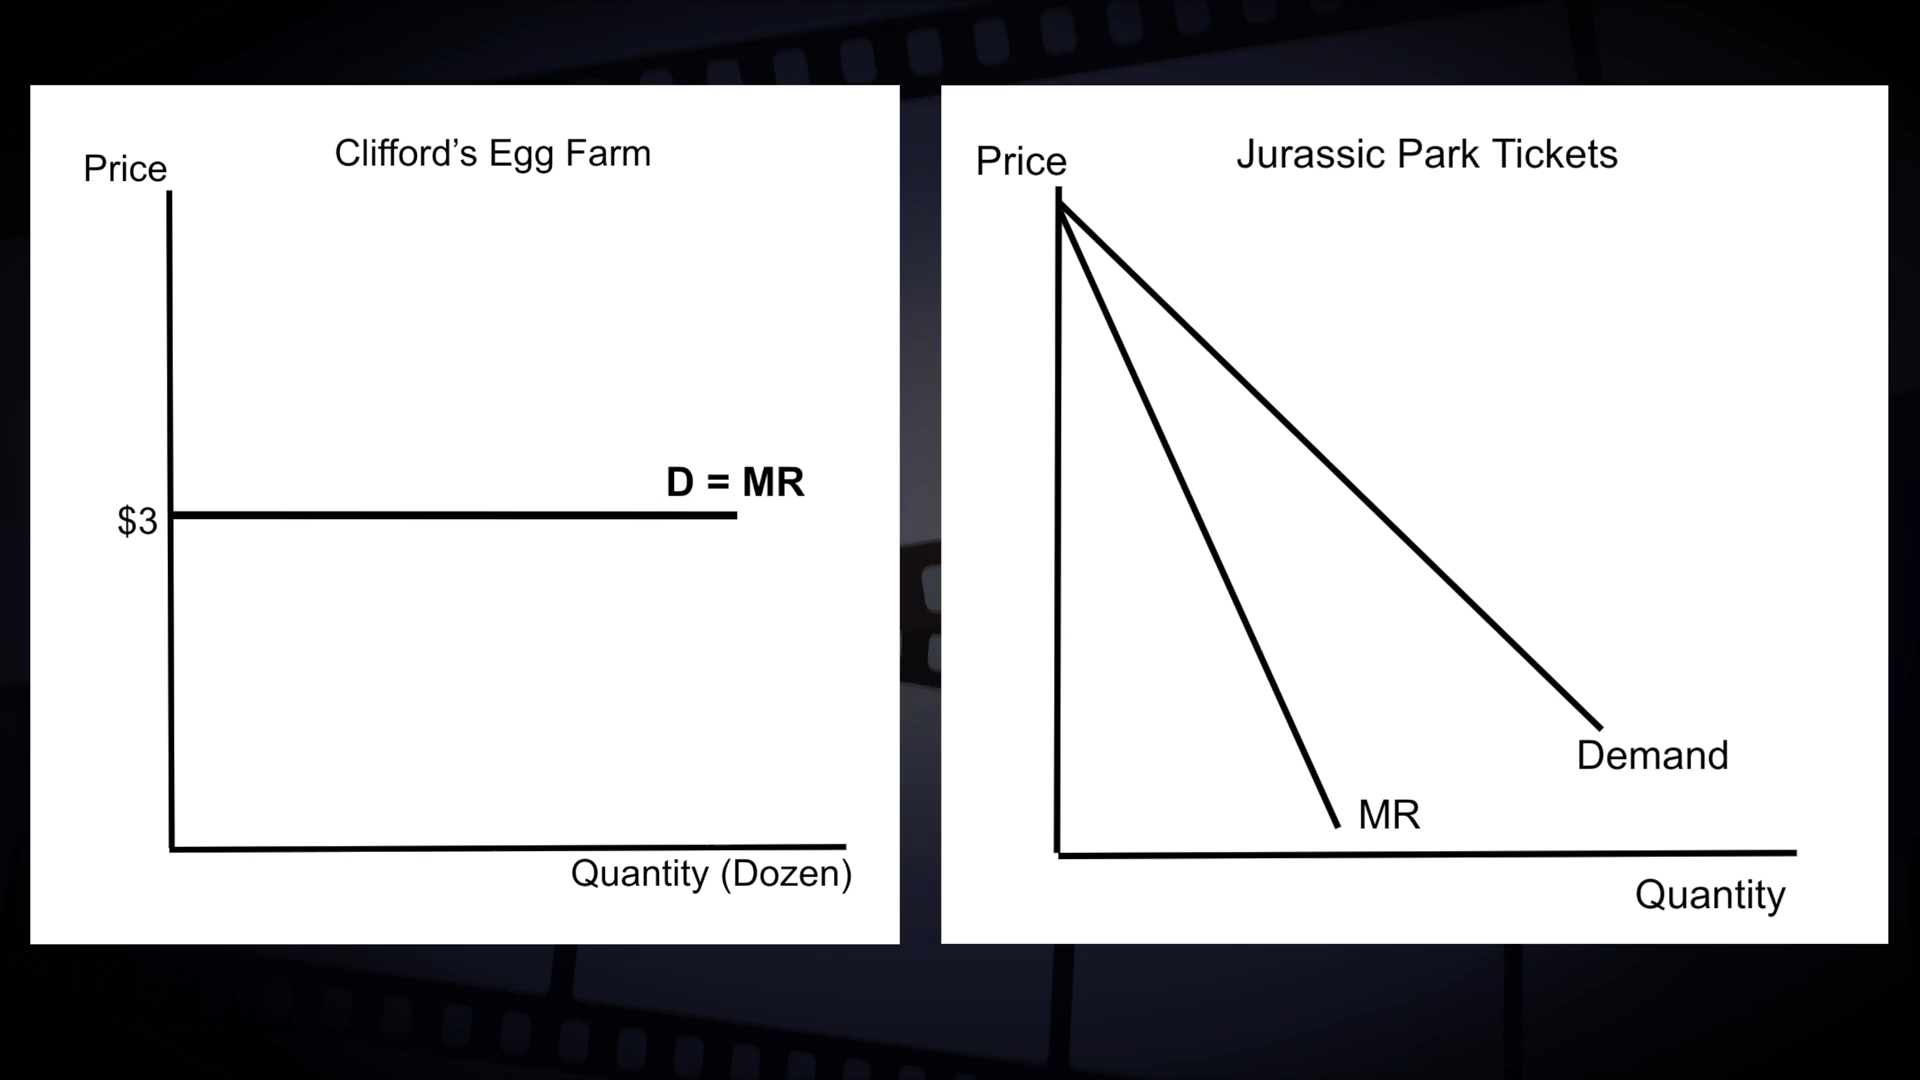 Clifford’s Egg Farm
Price
D = MR
$3
Quantity (Dozen)
Jurassic Park Tickets
Price
Demand
MR
Quantity